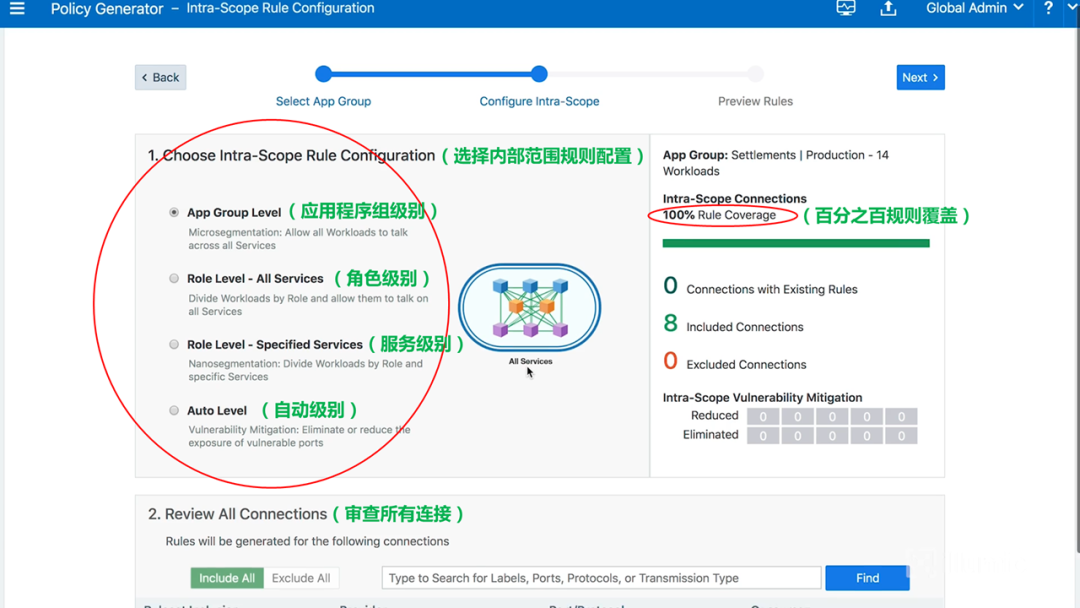 Policy Generator – Intra-Scope Rule Configuration
Global Admin
?
Back
Next
Select App Group
Configure Intra-Scope
Preview Rules
1. Choose Intra-Scope Rule Configuration（选择内部范围规则配置）
App Group Level（应用程序组级别）
Microsegmentation: Allow all Workloads to talk
across all Services
Role Level - All Services（角色级别）
Divide Workloads by Role and allow them to talk on
all Services
Role Level - Specified Services（服务级别）
Nanosegmentation: Divide Workloads by Role and
specific Services
Auto Level（自动级别）
Vulnerability Mitigation: Eliminate or reduce the
exposure of vulnerable ports
All Services
App Group: Settlements | Production - 14
Workloads
Intra-Scope Connections
100% Rule Coverage（百分之百规则覆盖）
0 Connections with Existing Rules
8 Included Connections
0 Excluded Connections
Intra-Scope Vulnerability Mitigation
Reduced 0 0 0 0 0
Eliminated 0 0 0 0 0
2. Review All Connections（审查所有连接）
Rules will be generated for the following connections
Include All Exclude All
Type to Search for Labels, Ports, Protocols, or Transmission Type
Find